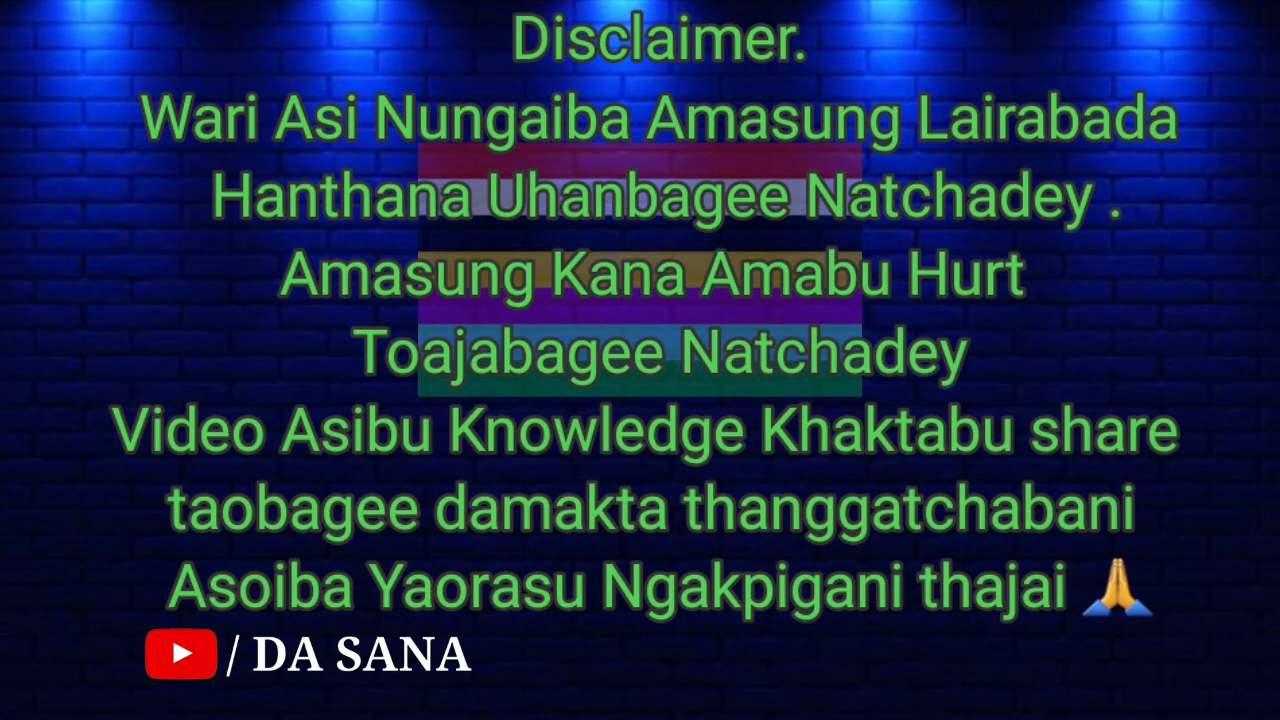 Disclaimer.
Wari Asi Nungaiba Amasung Lairabada
Hanthana Uhanbagee Natchadey .
Amasung Kana Amabu Hurt
Toajabagee Natchadey
Video Asibu Knowledge Khaktabu share
taobagee damakta thanggatchabani
Asoiba Yaorasu Ngakpigani thajai 🙏
/ DA SANA